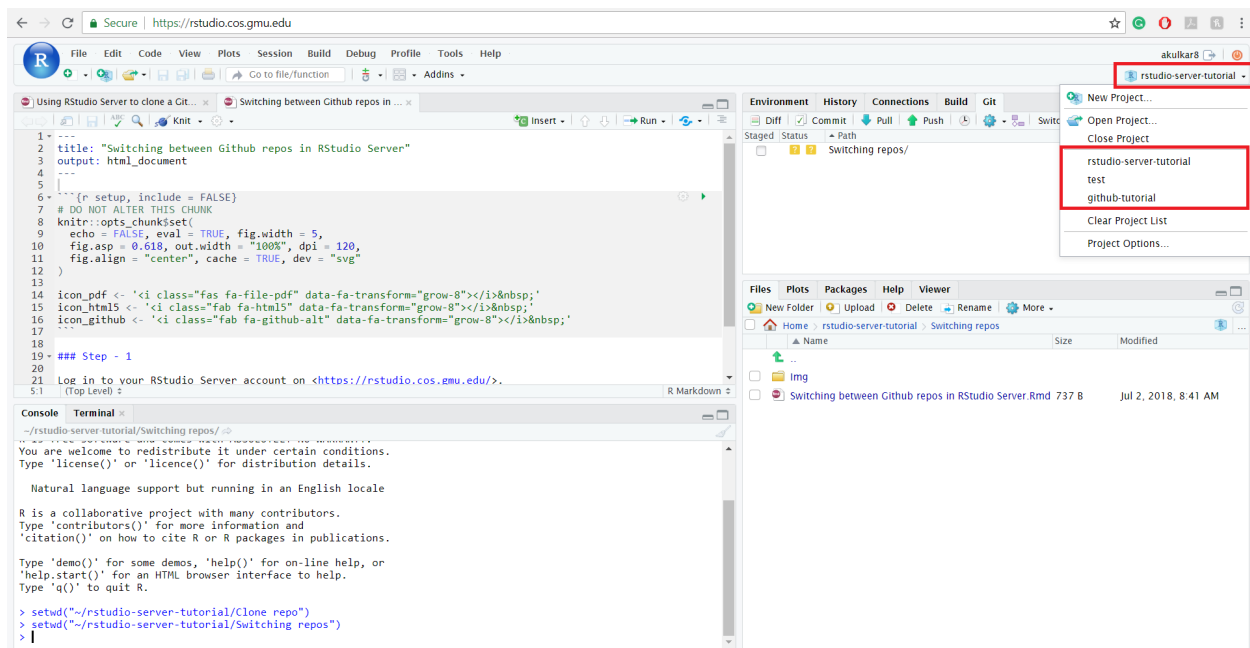 Secure | https://rstudio.cos.gmu.edu
R File Edit Code View Plots Session Build Debug Profile Tools Help
akulkar8
Go to file/function Addins
rstudio-server-tutorial
Using RStudio Server to clone a Git... × Switching between Github repos in ... ×
ABC Knit Insert Run
1 ---
2 title: "Switching between Github repos in RStudio Server"
3 output: html_document
4 ---
5
6 ```{r setup, include = FALSE}
7 # DO NOT ALTER THIS CHUNK
8 knitr::opts_chunk$set(
9 echo = FALSE, eval = TRUE, fig.width = 5,
10 fig.asp = 0.618, out.width = "100%", dpi = 120,
11 fig.align = "center", cache = TRUE, dev = "svg"
12 )
13
14 icon_pdf <- '<i class="fas fa-file-pdf" data-fa-transform="grow-8"></i>&nbsp;'
15 icon_html5 <- '<i class="fab fa-html5" data-fa-transform="grow-8"></i>&nbsp;'
16 icon_github <- '<i class="fab fa-github-alt" data-fa-transform="grow-8"></i>&nbsp;'
17 ```
18
19 ### Step - 1
20
21 Log in to your RStudio Server account on <https://rstudio.cos.gmu.edu/>.
5:1 (Top Level) R Markdown
Console Terminal ×
~/rstudio-server-tutorial/Switching repos/
R is free software and comes with ABSOLUTELY NO WARRANTY.
You are welcome to redistribute it under certain conditions.
Type 'license()' or 'licence()' for distribution details.
Natural language support but running in an English locale
R is a collaborative project with many contributors.
Type 'contributors()' for more information and
'citation()' on how to cite R or R packages in publications.
Type 'demo()' for some demos, 'help()' for on-line help, or
'help.start()' for an HTML browser interface to help.
Type 'q()' to quit R.
> setwd("~/rstudio-server-tutorial/Clone repo")
> setwd("~/rstudio-server-tutorial/Switching repos")
>
Environment History Connections Build Git
Diff Commit Pull Push Switc
Staged Status Path
? ? Switching repos/
New Project...
Open Project...
Close Project
rstudio-server-tutorial
test
github-tutorial
Clear Project List
Project Options...
Files Plots Packages Help Viewer
New Folder Upload Delete Rename More
Home > rstudio-server-tutorial > Switching repos ...
Name Size Modified
..
Img
Switching between Github repos in RStudio Server.Rmd 737 B Jul 2, 2018, 8:41 AM